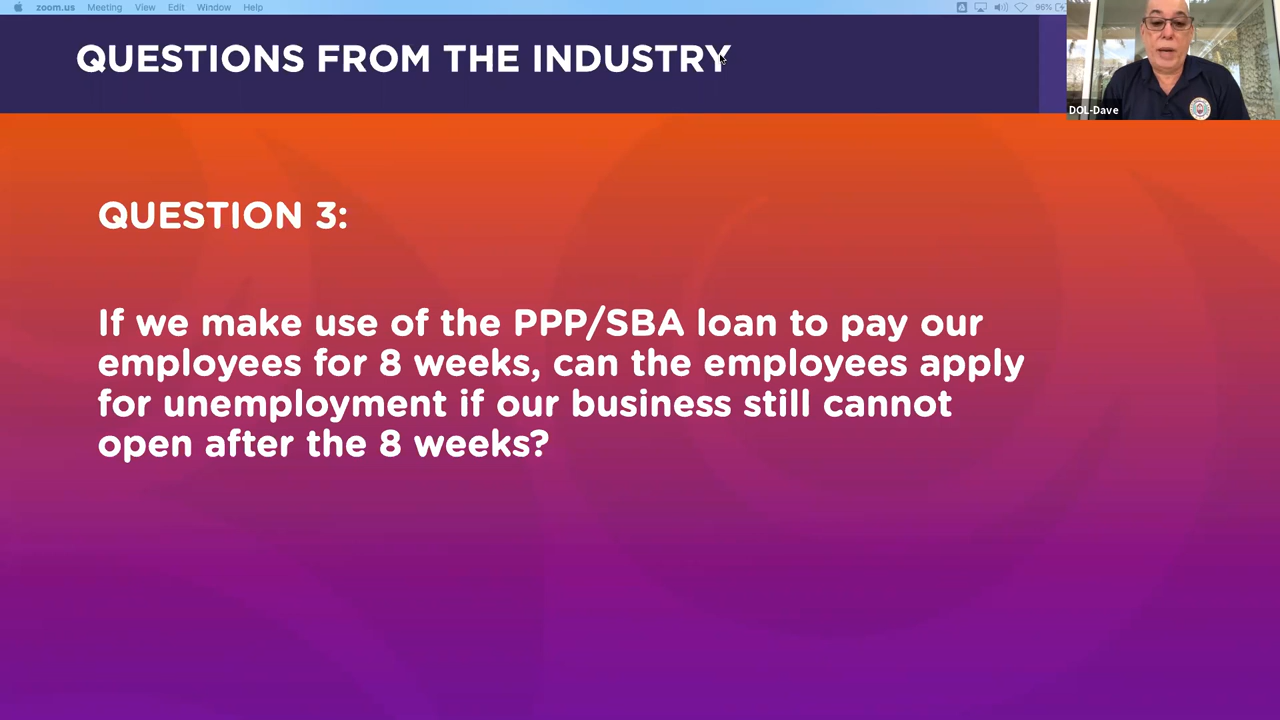 zoom.us Meeting View Edit Window Help 96%
QUESTIONS FROM THE INDUSTRY
DOL-Dave
QUESTION 3:
If we make use of the PPP/SBA loan to pay our
employees for 8 weeks, can the employees apply
for unemployment if our business still cannot
open after the 8 weeks?